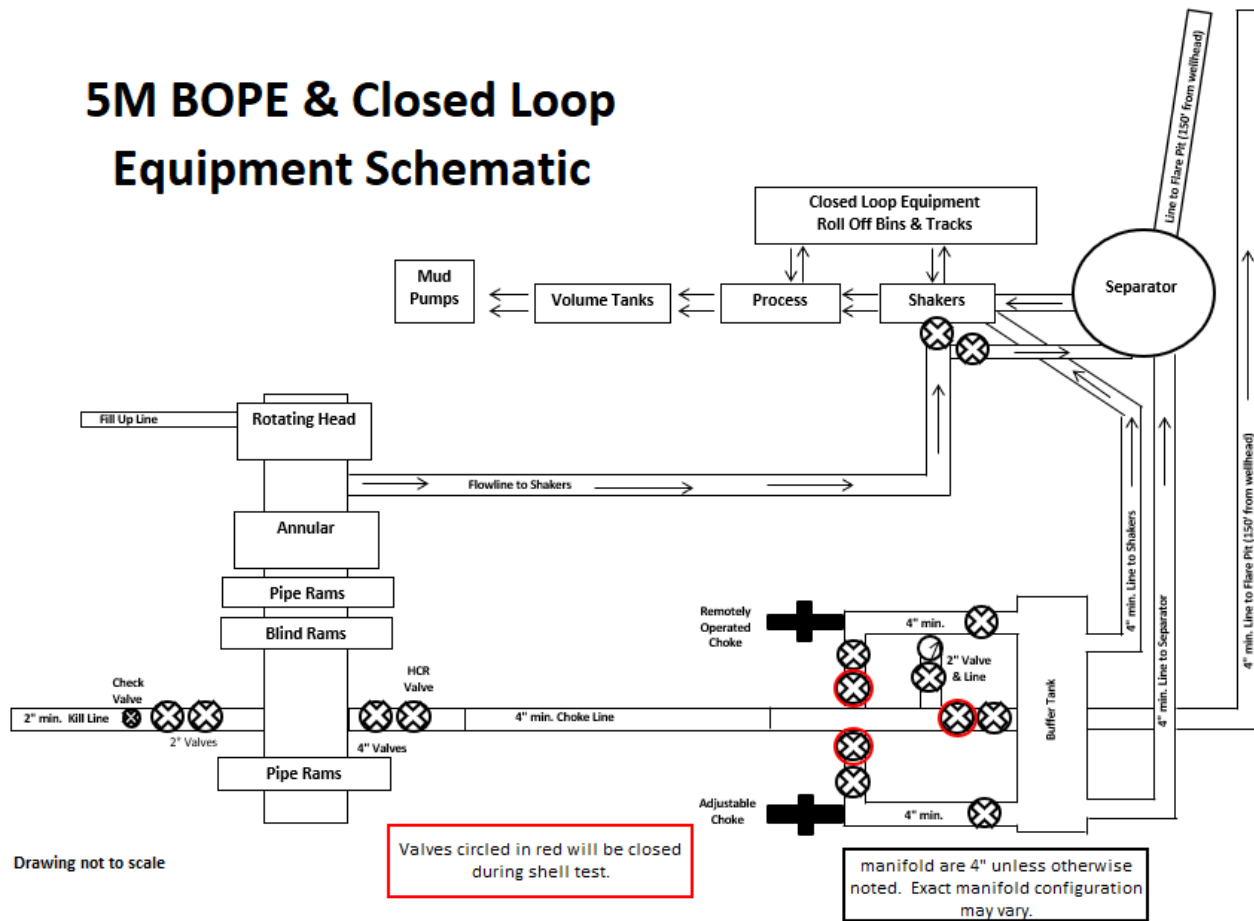 5M BOPE & Closed Loop
Equipment Schematic
Line to Flare Pit (150' from wellhead)
Closed Loop Equipment
Roll Off Bins & Tracks
Mud
Pumps
Volume Tanks
Process
Shakers
Separator
Fill Up Line
Rotating Head
Flowline to Shakers
Annular
Pipe Rams
Blind Rams
Check
Valve
HCR
Valve
2" min. Kill Line
2" Valves
4" Valves
4" min. Choke Line
Pipe Rams
Remotely
Operated
Choke
4" min.
2" Valve
& Line
Buffer Tank
Adjustable
Choke
4" min.
4" min. Line to Shakers
4" min. Line to Separator
4" min. Line to Flare Pit (150' from wellhead)
Drawing not to scale
Valves circled in red will be closed
during shell test.
manifold are 4" unless otherwise
noted. Exact manifold configuration
may vary.